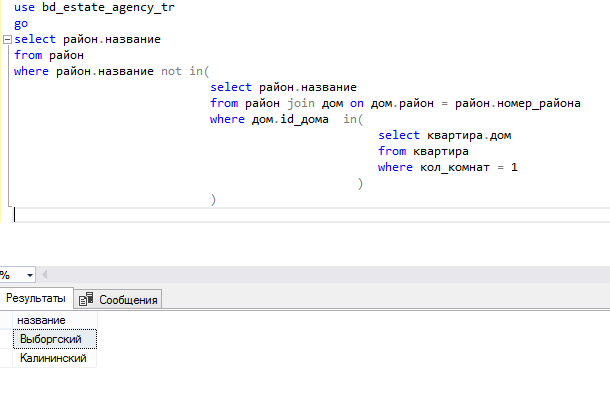 use bd_estate_agency_tr
go
select район.название
from район
where район.название not in(
select район.название
from район join дом on дом.район = район.номер_района
where дом.id_дома  in(
select квартира.дом
from квартира
where кол_комнат = 1
)
)
%
Результаты Сообщения
название
Выборгский
Калининский